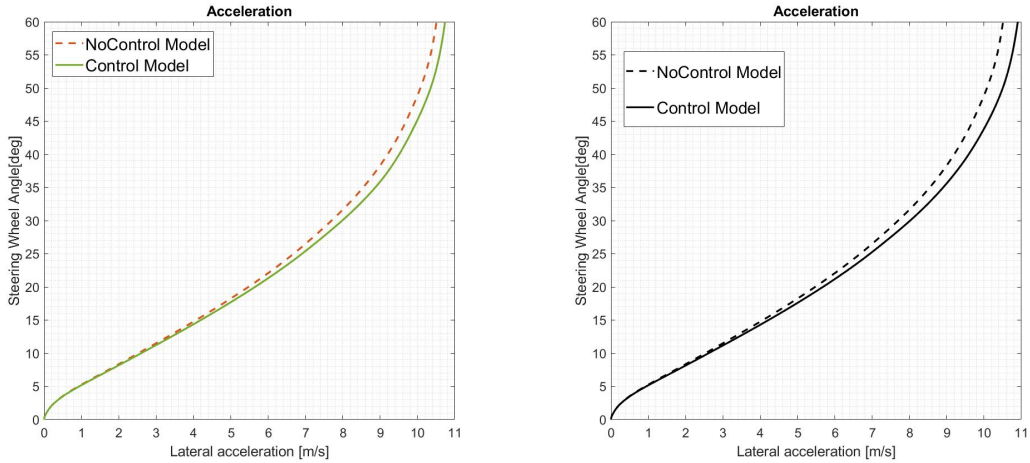 Acceleration
60
55
50
45
40
35
30
25
20
15
10
5
0
Steering Wheel Angle[deg]
NoControl Model
Control Model
0 1 2 3 4 5 6 7 8 9 10 11
Lateral acceleration [m/s]
Acceleration
60
55
50
45
40
35
30
25
20
15
10
5
0
Steering Wheel Angle[deg]
NoControl Model
Control Model
0 1 2 3 4 5 6 7 8 9 10 11
Lateral acceleration [m/s]